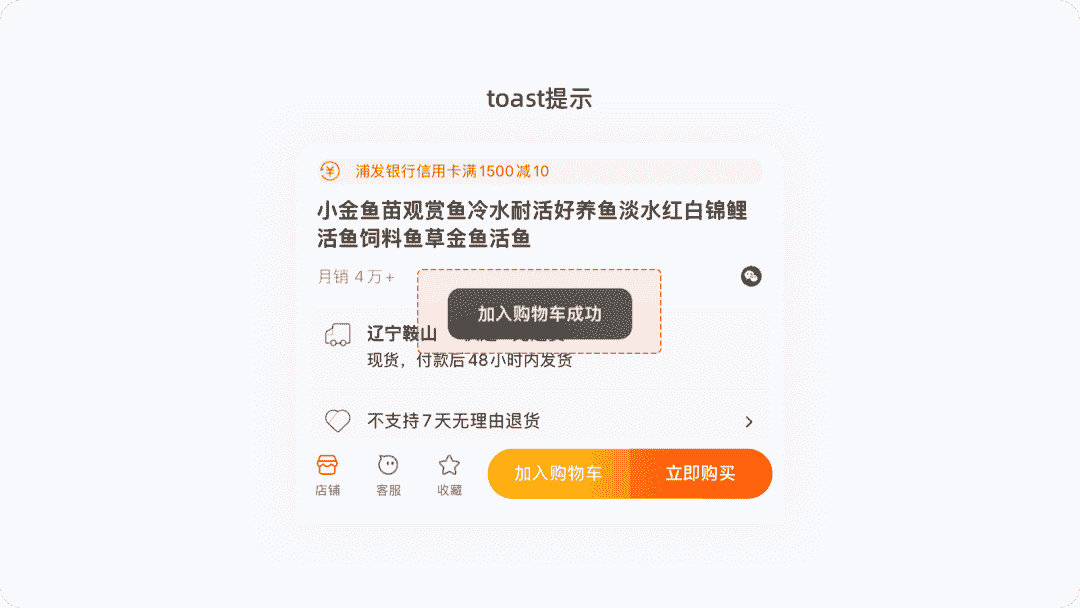 toast提示
浦发银行信用卡满1500减10
小金鱼苗观赏鱼冷水耐活好养鱼淡水红白锦鲤
活鱼饲料鱼草金鱼活鱼
月销 4万+
加入购物车成功
辽宁鞍山
现货，付款后48小时内发货
不支持7天无理由退货
店铺 客服 收藏 加入购物车 立即购买